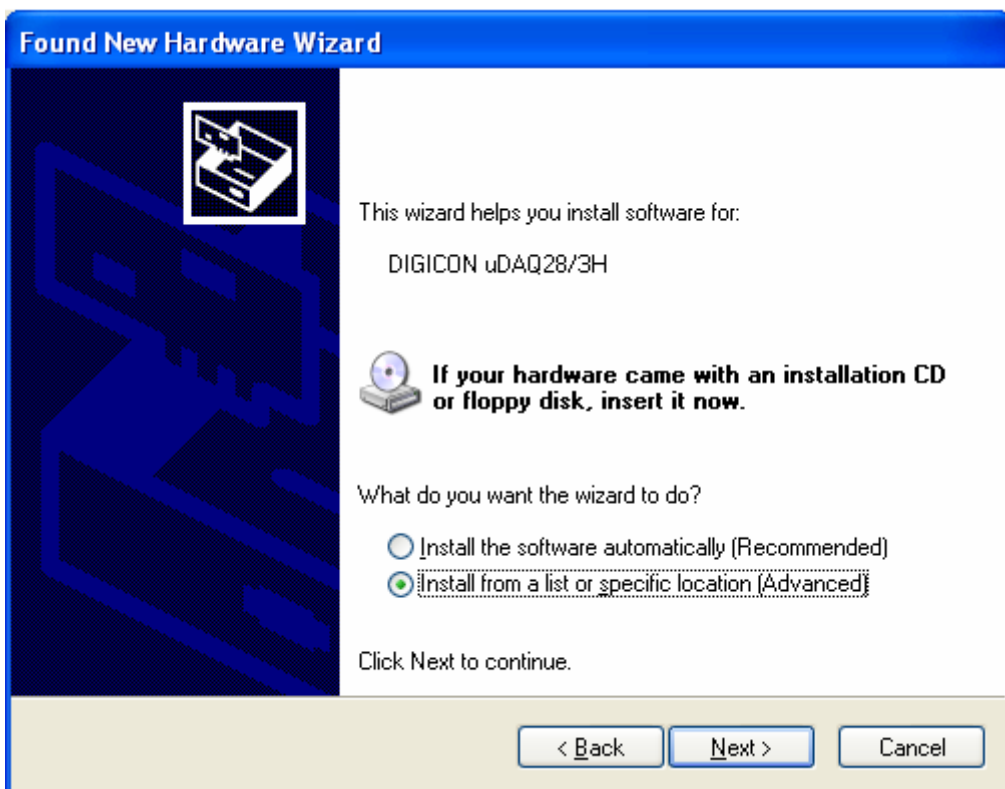 Found New Hardware Wizard
This wizard helps you install software for:
DIGICON uDAQ28/3H
If your hardware came with an installation CD
or floppy disk, insert it now.
What do you want the wizard to do?
Install the software automatically (Recommended)
Install from a list or specific location (Advanced)
Click Next to continue.
< Back
Next >
Cancel